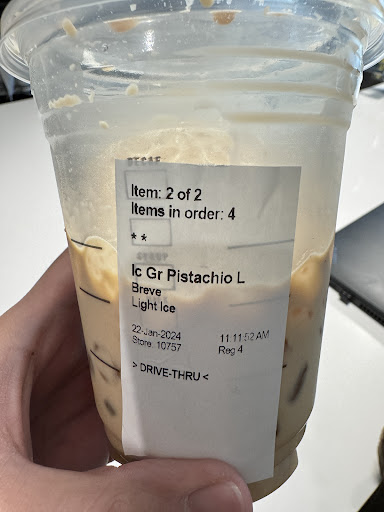 DECAF
Item: 2 of 2
Items in order: 4
* *
Ic Gr Pistachio L
Breve
Light Ice
22-Jan-2024 11:11:52 AM
Store: 10757 Reg 4
> DRIVE-THRU <